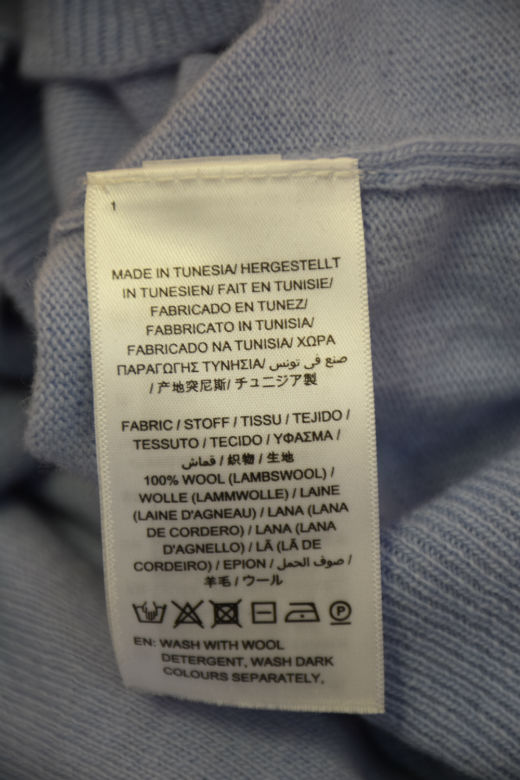 1
MADE IN TUNESIA/ HERGESTELLT
IN TUNESIEN/ FAIT EN TUNISIE/
FABRICADO EN TUNEZ/
FABBRICATO IN TUNISIA/
FABRICADO NA TUNISIA/ ΧΩΡΑ
ΠΑΡΑΓΩΓΗΣ ΤΥΝΗΣΙΑ/ صنع في تونس
/ 产地突尼斯/ チュニジア製
FABRIC / STOFF / TISSU / TEJIDO /
TESSUTO / TECIDO / ΥΦΑΣΜΑ /
قماش / 织物 / 生地
100% WOOL (LAMBSWOOL) /
WOLLE (LAMMWOLLE) / LAINE
(LAINE D'AGNEAU) / LANA (LANA
DE CORDERO) / LANA (LANA
D'AGNELLO) / LÃ (LÃ DE
CORDEIRO) / ΕΡΙΟΝ / صوف الحمل /
羊毛 / ウール
P
EN: WASH WITH WOOL
DETERGENT, WASH DARK
COLOURS SEPARATELY,